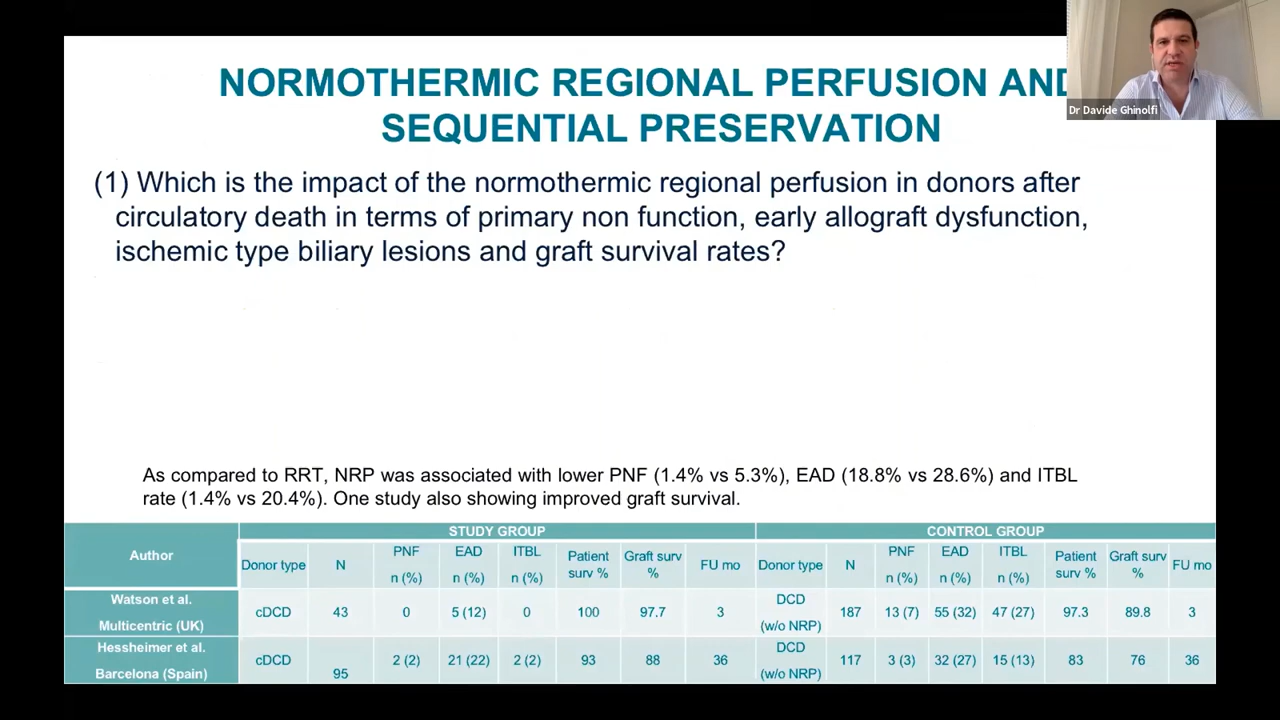 NORMOTHERMIC REGIONAL PERFUSION AND
SEQUENTIAL PRESERVATION
Dr Davide Ghinolfi
(1) Which is the impact of the normothermic regional perfusion in donors after
circulatory death in terms of primary non function, early allograft dysfunction,
ischemic type biliary lesions and graft survival rates?
As compared to RRT, NRP was associated with lower PNF (1.4% vs 5.3%), EAD (18.8% vs 28.6%) and ITBL
rate (1.4% vs 20.4%). One study also showing improved graft survival.
Author STUDY GROUP CONTROL GROUP
Donor type N PNF n (%) EAD n (%) ITBL n (%) Patient surv % Graft surv % FU mo Donor type N PNF n (%) EAD n (%) ITBL n (%) Patient surv % Graft surv % FU mo
Watson et al. Multicentric (UK) cDCD 43 0 5 (12) 0 100 97.7 3 DCD (w/o NRP) 187 13 (7) 55 (32) 47 (27) 97.3 89.8 3
Hessheimer et al. Barcelona (Spain) cDCD 95 2 (2) 21 (22) 2 (2) 93 88 36 DCD (w/o NRP) 117 3 (3) 32 (27) 15 (13) 83 76 36